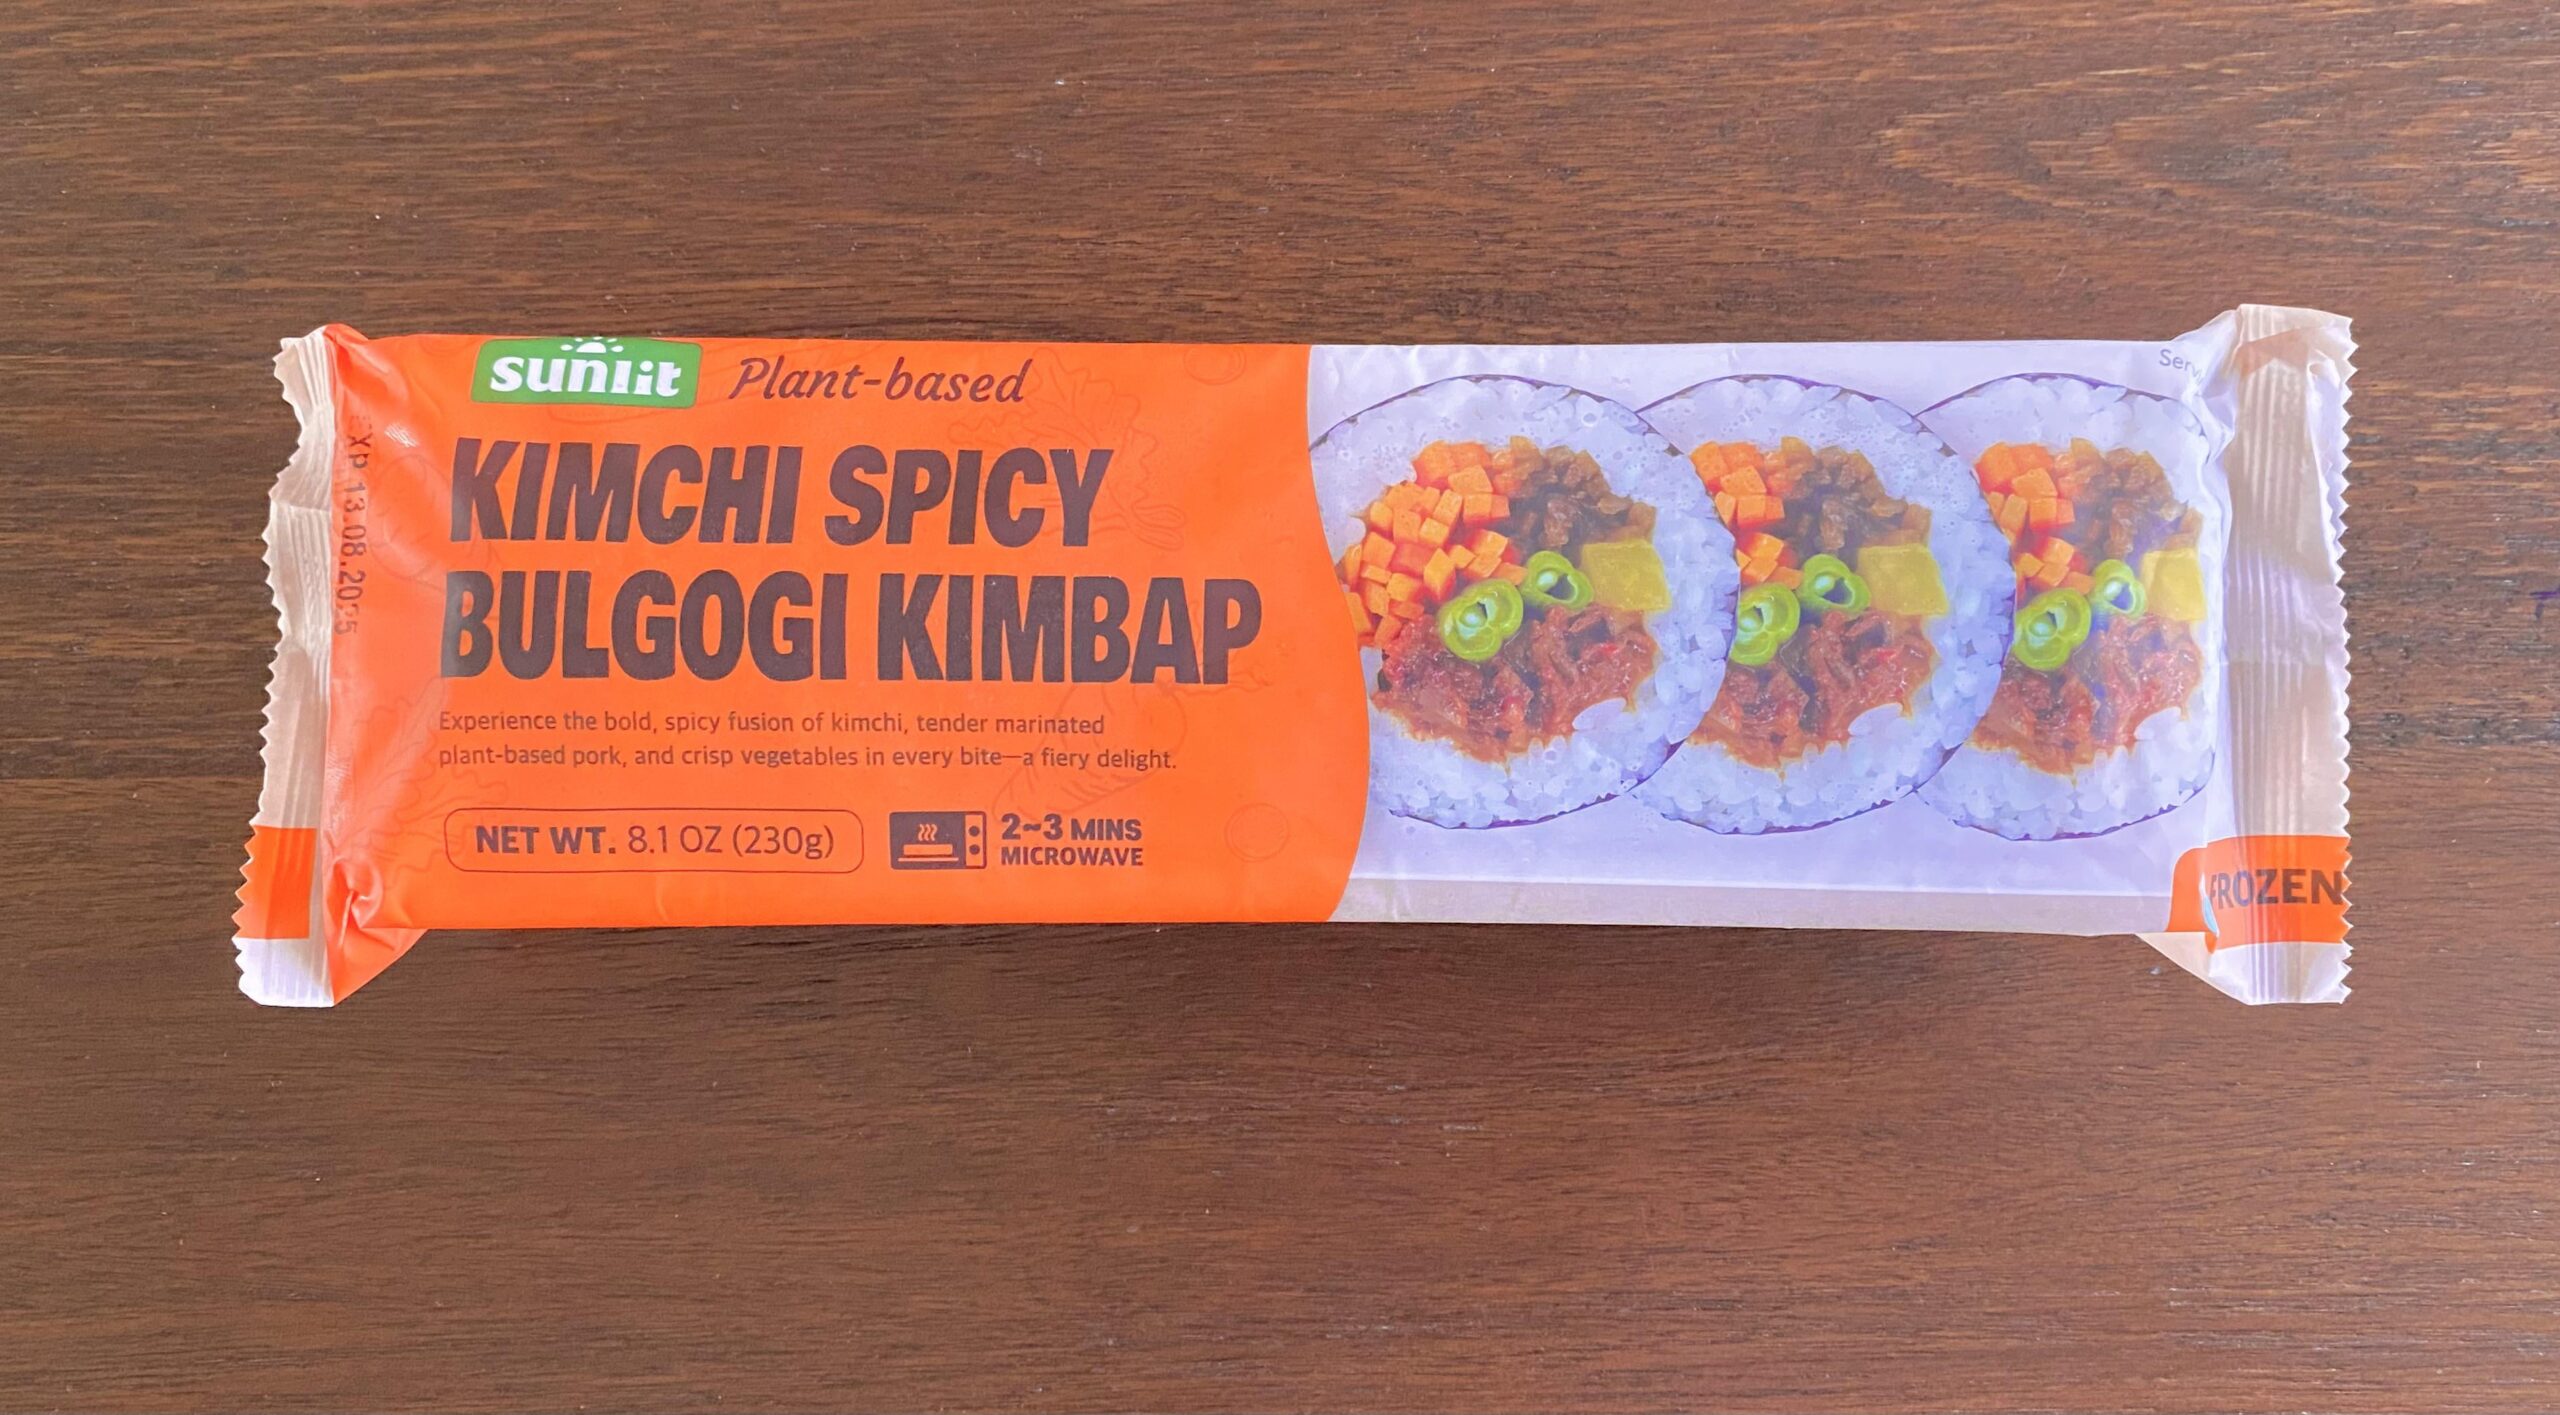 sunlit Plant-based
KIMCHI SPICY
BULGOGI KIMBAP
Experience the bold, spicy fusion of kimchi, tender marinated
plant-based pork, and crisp vegetables in every bite—a fiery delight.
NET WT. 8.1 OZ (230g)
2~3 MINS
MICROWAVE
EXP 13.08.2025
FROZEN